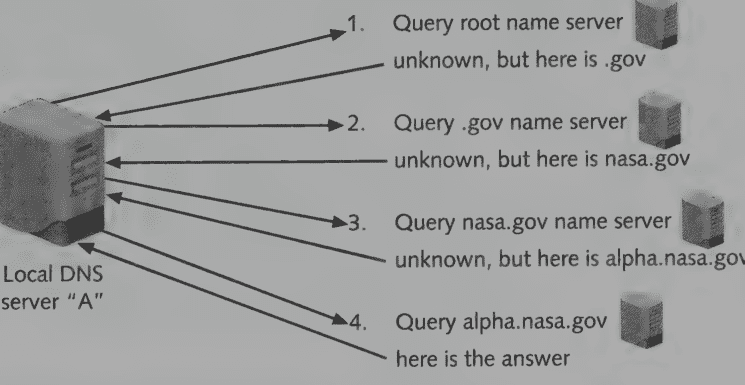 1. Query root name server
unknown, but here is .gov
2. Query .gov name server
unknown, but here is nasa.gov
3. Query nasa.gov name server
unknown, but here is alpha.nasa.gov
Local DNS
server “A”
4. Query alpha.nasa.gov
here is the answer